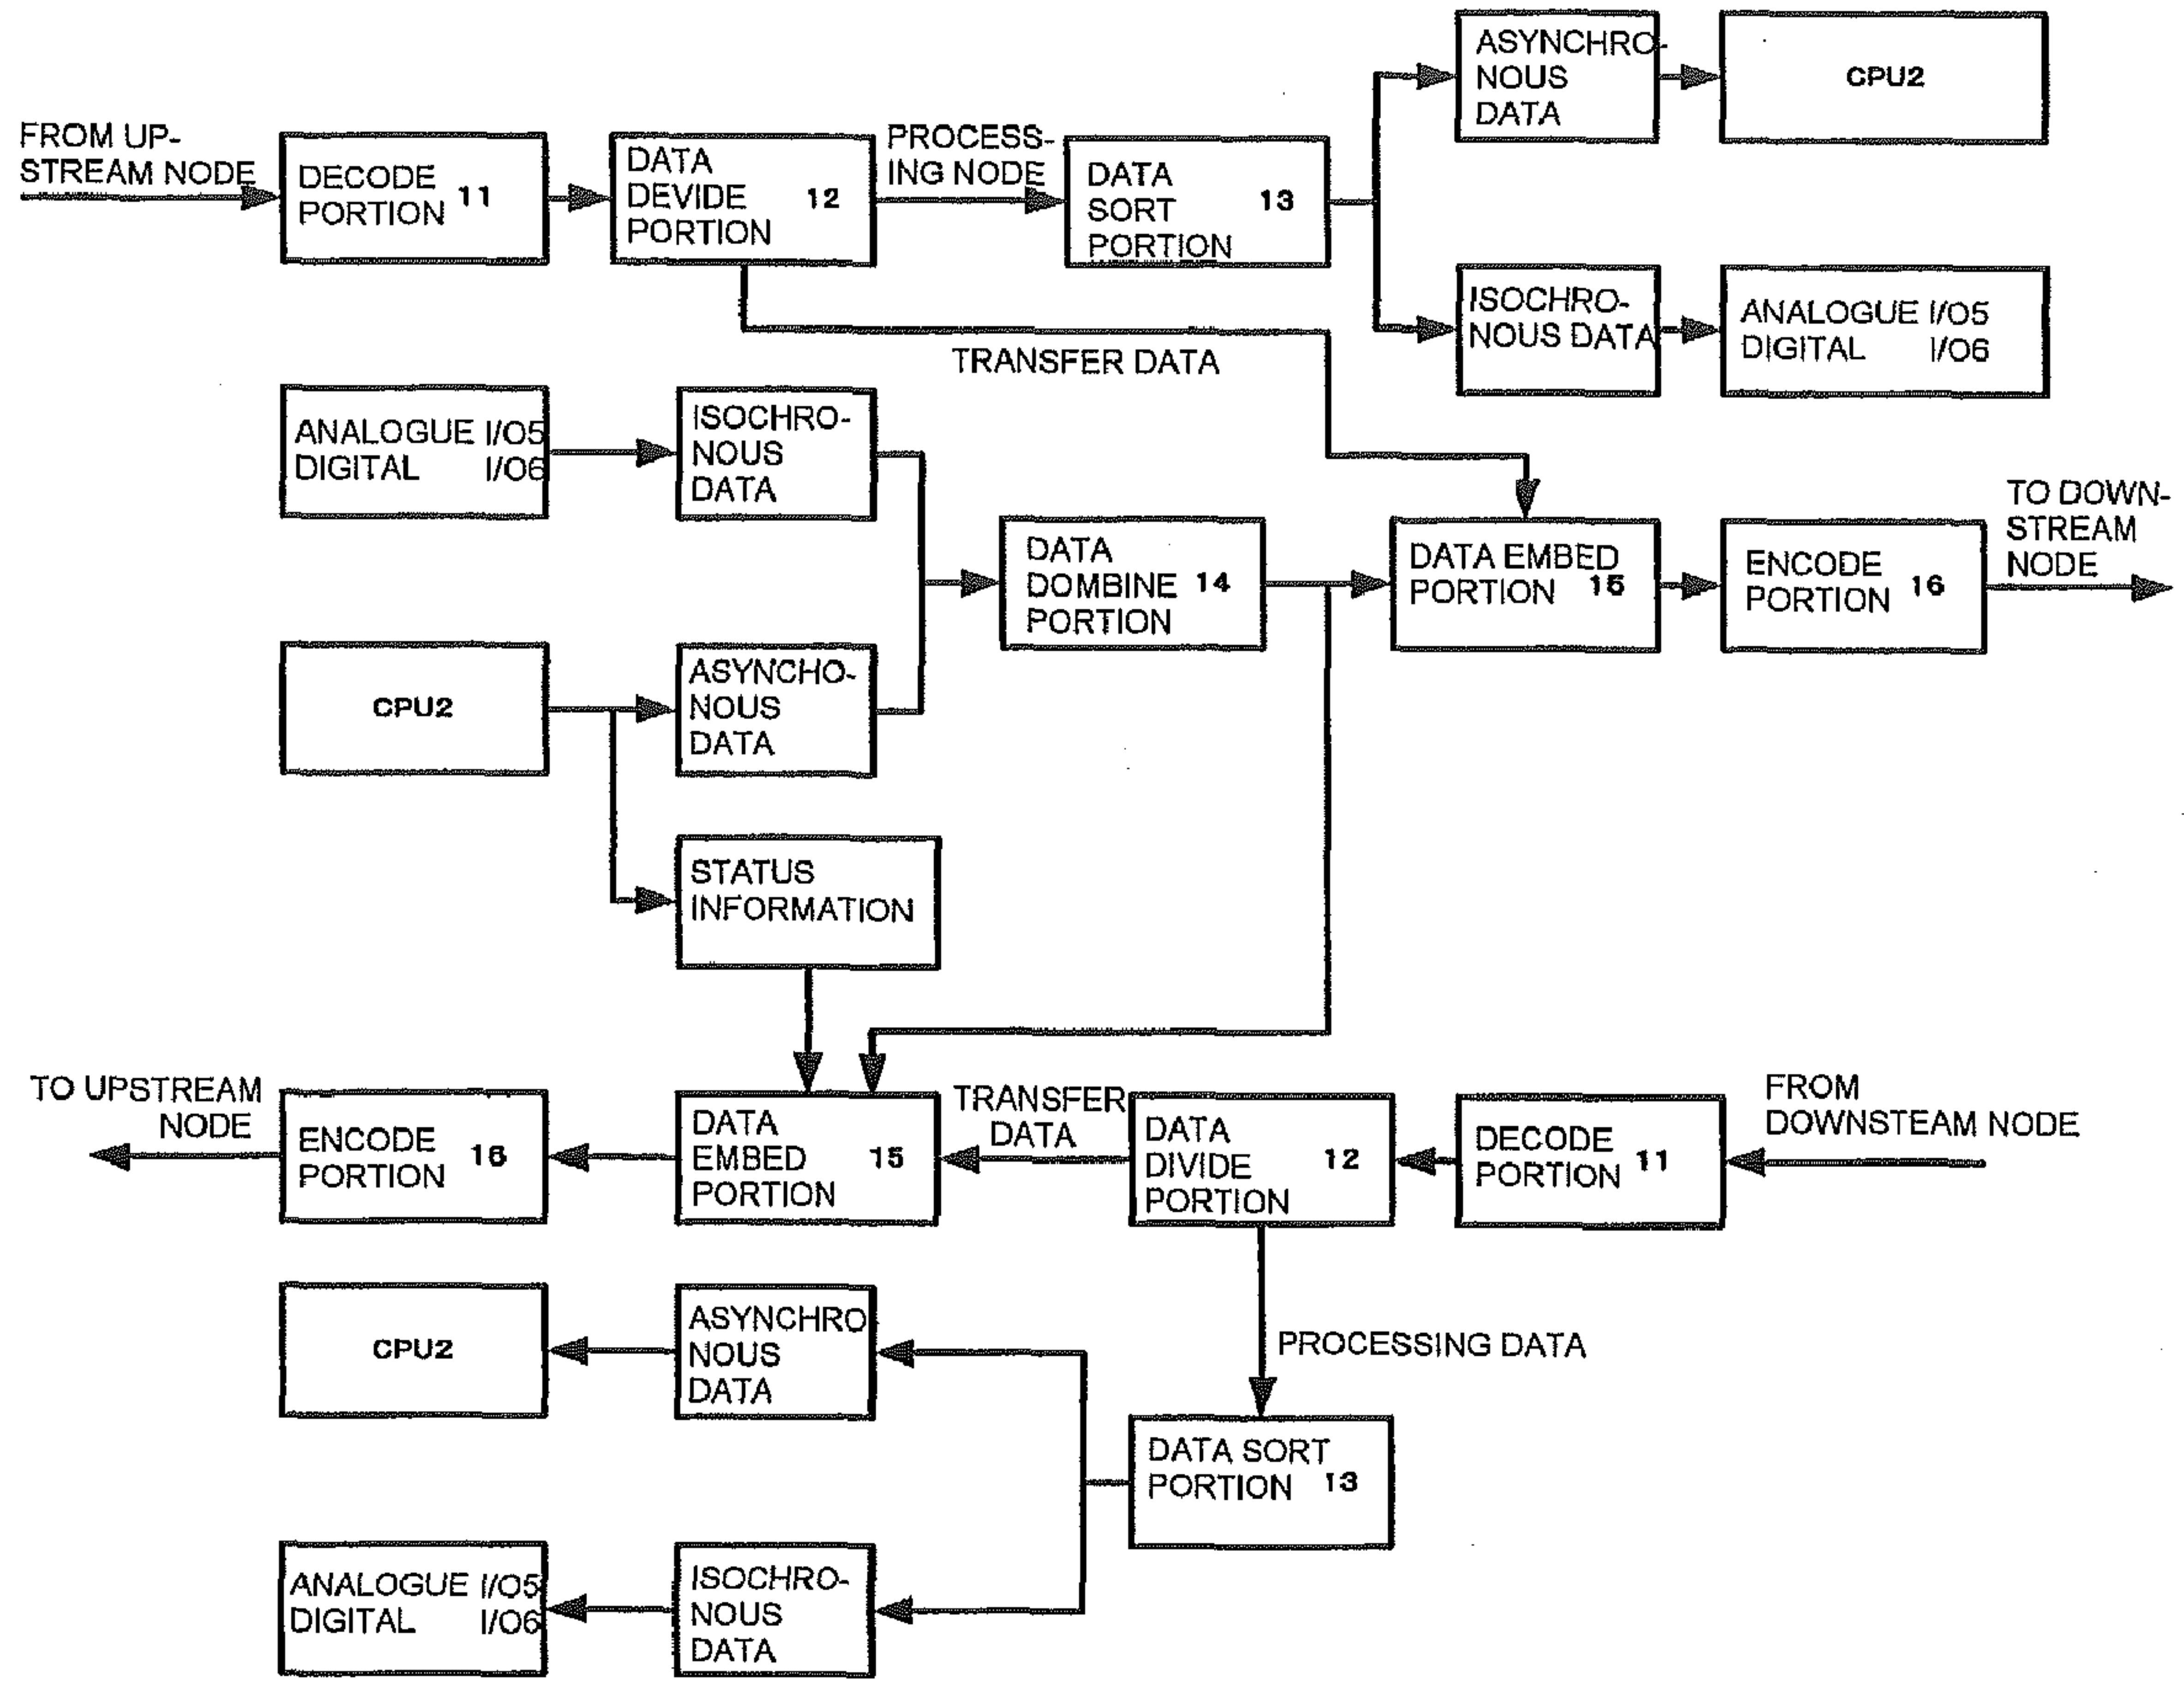 FROM UP-
STREAM NODE
DECODE
PORTION 11
DATA
DEVIDE 12
PORTION
PROCESS-
ING NODE
DATA
SORT 13
PORTION
ASYNCHRO-
NOUS
DATA
CPU2
ISOCHRO-
NOUS DATA
ANALOGUE I/O5
DIGITAL I/O6
TRANSFER DATA
ANALOGUE I/O5
DIGITAL I/O6
ISOCHRO-
NOUS
DATA
CPU2
ASYNCHO-
NOUS
DATA
DATA
DOMBINE 14
PORTION
DATA EMBED
PORTION 15
ENCODE
PORTION 16
TO DOWN-
STREAM
NODE
STATUS
INFORMATION
TO UPSTREAM
NODE
ENCODE
PORTION 16
DATA
EMBED 15
PORTION
TRANSFER
DATA
DATA
DIVIDE 12
PORTION
DECODE
PORTION 11
FROM
DOWNSTEAM NODE
CPU2
ASYNCHRO
NOUS
DATA
PROCESSING DATA
DATA SORT
PORTION 13
ANALOGUE I/O5
DIGITAL I/O6
ISOCHRO-
NOUS
DATA